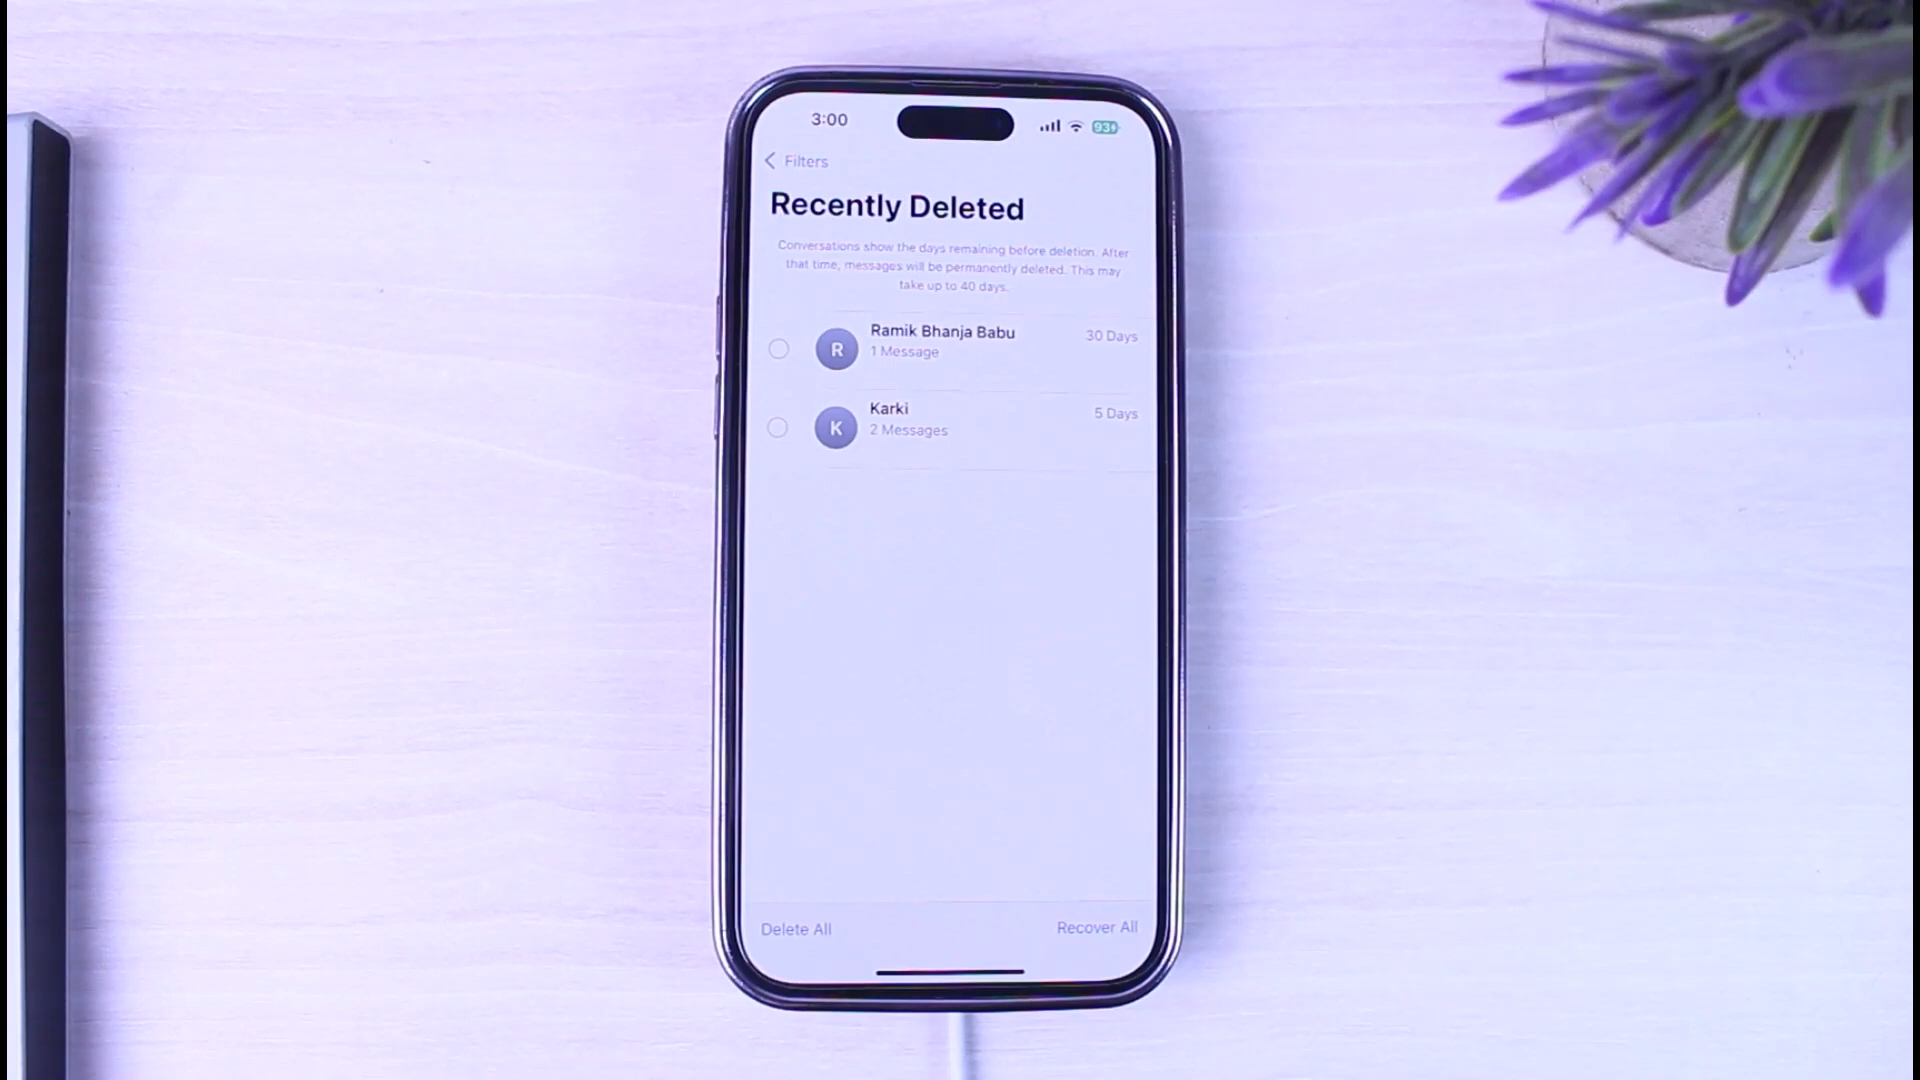 3:00
93
Filters
Recently Deleted
Conversations show the days remaining before deletion. After
that time, messages will be permanently deleted. This may
take up to 40 days.
R
Ramik Bhanja Babu
30 Days
1 Message
K
Karki
5 Days
2 Messages
Delete All
Recover All